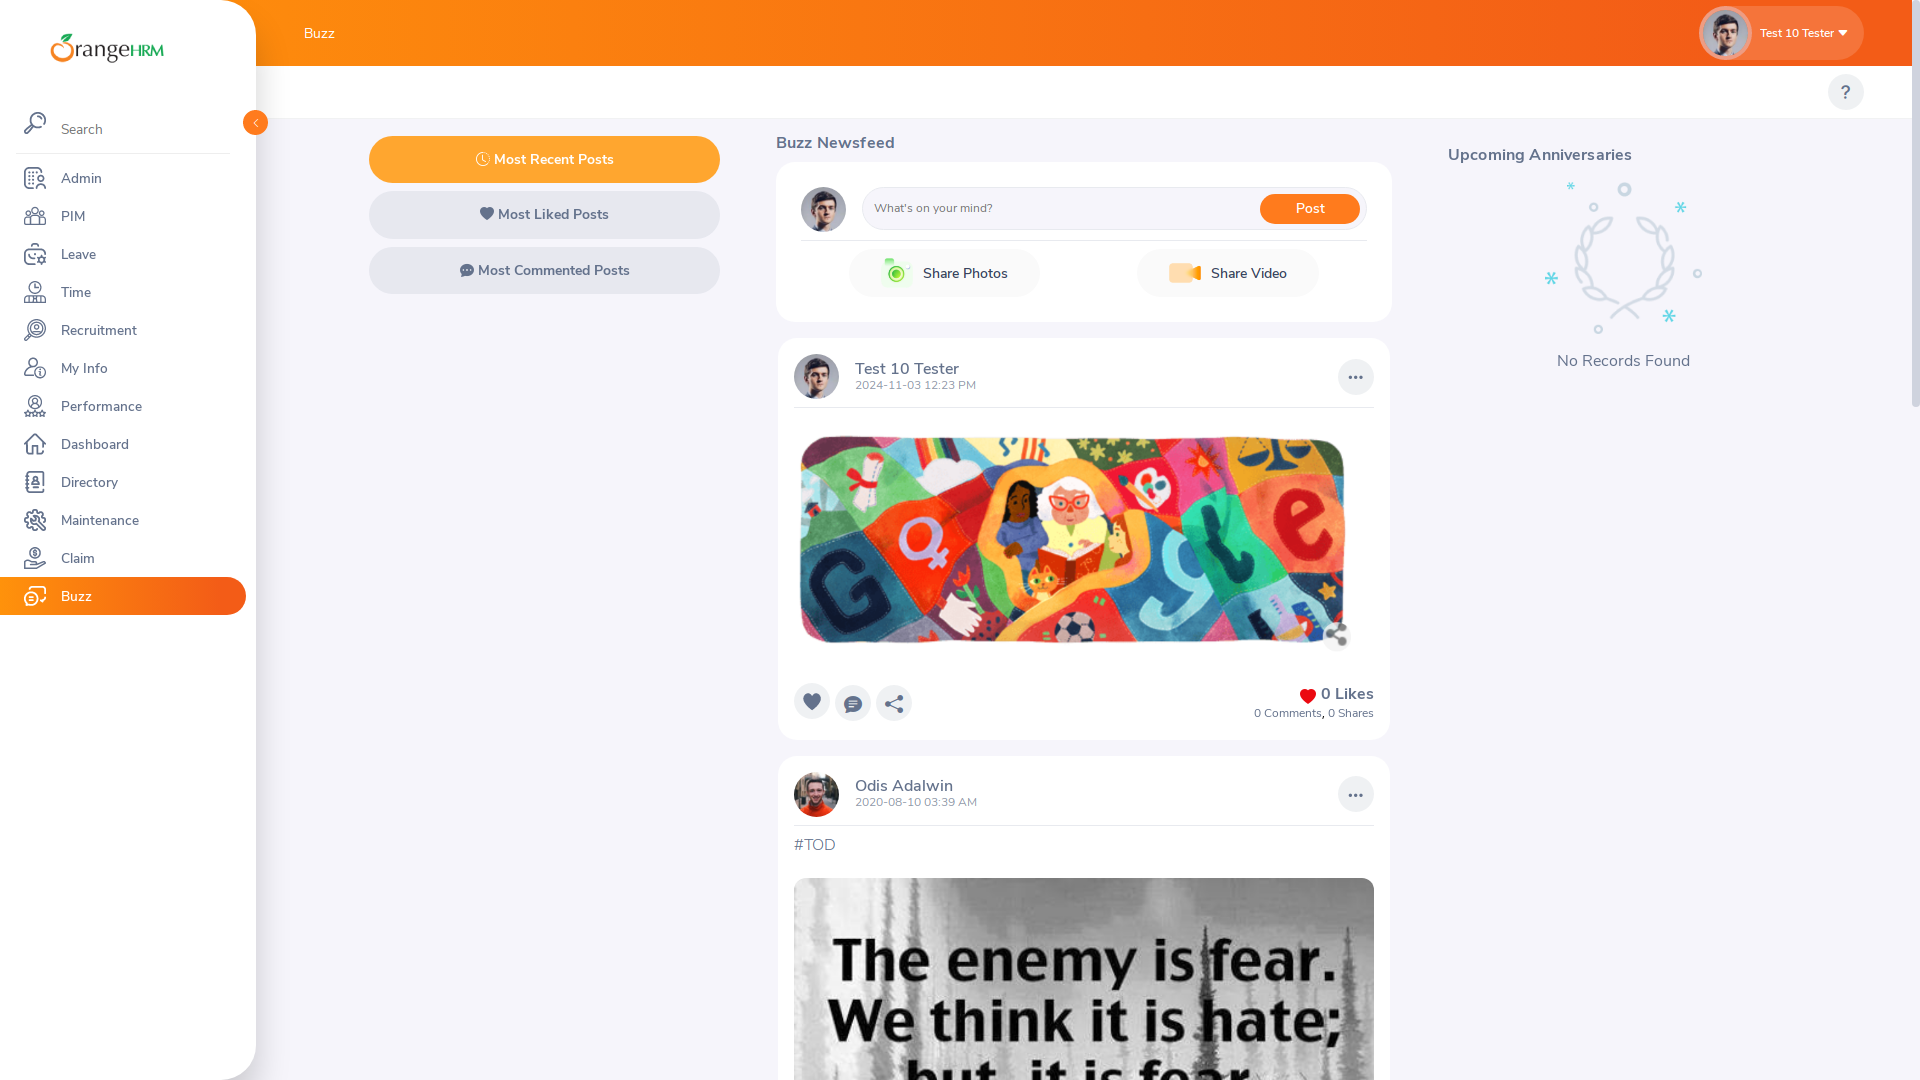 OrangeHRM
Buzz
Test 10 Tester
?
Search
Admin
PIM
Leave
Time
Recruitment
My Info
Performance
Dashboard
Directory
Maintenance
Claim
Buzz
Most Recent Posts
Most Liked Posts
Most Commented Posts
Buzz Newsfeed
What's on your mind?
Post
Share Photos
Share Video
Test 10 Tester
2024-11-03 12:23 PM
0 Likes
0 Comments, 0 Shares
Odis Adalwin
2020-08-10 03:39 AM
#TOD
The enemy is fear.
We think it is hate;
but, it is fear.
Upcoming Anniversaries
No Records Found